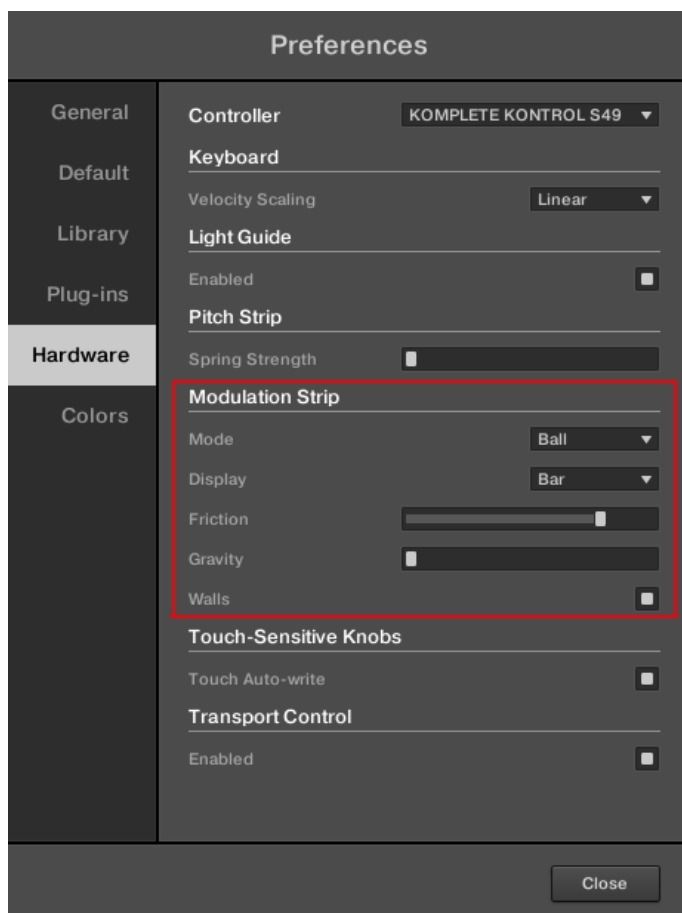 Preferences
General
Default
Library
Plug-ins
Hardware
Colors
Controller KOMPLETE KONTROL S49
Keyboard
Velocity Scaling Linear
Light Guide
Enabled
Pitch Strip
Spring Strength
Modulation Strip
Mode Ball
Display Bar
Friction
Gravity
Walls
Touch-Sensitive Knobs
Touch Auto-write
Transport Control
Enabled
Close